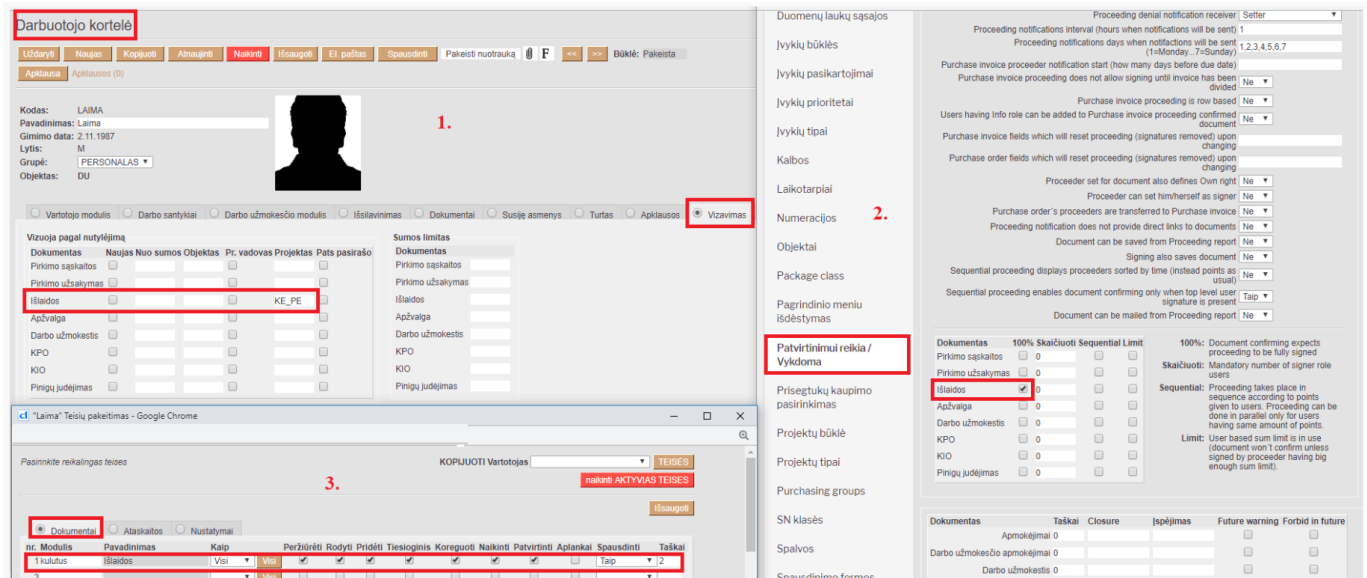 Darbuotojo kortelė
Uždaryti Naujas Kopijuoti Atnaujinti Naikinti Išsaugoti El. paštas Spausdinti Pakeisti nuotrauką F << >> Būklė: Pakeista
Apklausa Apklausos (0)
Kodas: LAIMA
Pavadinimas: Laima
Gimimo data: 2.11.1987
Lytis: M
Grupė: PERSONALAS
Objektas: DU
1.
Vartotojo modulis Darbo santykiai Darbo užmokesčio modulis Išsilavinimas Dokumentai Susiję asmenys Turtas Apklausos Vizavimas
Vizuoja pagal nutylėjimą
Dokumentas Naujas Nuo sumos Objektas Pr. vadovas Projektas Pats pasirašo
Pirkimo sąskaitos
Pirkimo užsakymas
Išlaidos KE_PE
Apžvalga
Darbo užmokestis
KPO
KIO
Pinigų judėjimas
Sumos limitas
Dokumentas
Pirkimo sąskaitos
Pirkimo užsakymas
Išlaidos
Apžvalga
Darbo užmokestis
KPO
KIO
Pinigų judėjimas
"Laima" Teisių pakeitimas - Google Chrome
Pasirinkite reikalingas teises
KOPIJUOTI Vartotojas TEISĖS
naikinti AKTYVIAS TEISES
3.
Išsaugoti
Dokumentai Ataskaitos Nustatymai
nr. Modulis Pavadinimas Kaip Peržiūrėti Rodyti Pridėti Tiesioginis Koreguoti Naikinti Patvirtinti Aplankai Spausdinti Taškai
1 kulutus Išlaidos Visi Visi Taip 2
2
Duomenų laukų sąsajos
Įvykių būklės
Įvykių pasikartojimai
Įvykių prioritetai
Įvykių tipai
Kalbos
Laikotarpiai
Numeracijos
2.
Objektai
Package class
Pagrindinio meniu
išdėstymas
Patvirtinimui reikia /
Vykdoma
Prisegtukų kaupimo
pasirinkimas
Projektų būklė
Projektų tipai
Purchasing groups
SN klasės
Spalvos
Spausdinimo formos
Proceeding denial notification receiver Setter
Proceeding notifications interval (hours when notifications will be sent) 1
Proceeding notifications days when notifactions will be sent
(1=Monday...7=Sunday) 1,2,3,4,5,6,7
Purchase invoice proceeder notification start (how many days before due date)
Purchase invoice proceeding does not allow signing until invoice has been
divided Ne
Purchase invoice proceeding is row based Ne
Users having Info role can be added to Purchase invoice proceeding confirmed
document Ne
Purchase invoice fields which will reset proceeding (signatures removed) upon
changing
Purchase order fields which will reset proceeding (signatures removed) upon
changing
Proceeder set for document also defines Own right Ne
Proceeder can set him/herself as signer Ne
Purchase order´s proceeders are transferred to Purchase invoice Ne
Proceeding notification does not provide direct links to documents Ne
Document can be saved from Proceeding report Ne
Signing also saves document Ne
Sequential proceeding displays proceeders sorted by time (instead points as
usual) Ne
Sequential proceeding enables document confirming only when top level user
signature is present Taip
Document can be mailed from Proceeding report Ne
Dokumentas 100% Skaičiuoti Sequential Limit
Pirkimo sąskaitos 0
Pirkimo užsakymas 0
Išlaidos 0
Apžvalga 0
Darbo užmokestis 0
KPO 0
KIO 0
Pinigų judėjimas 0
100%: Document confirming expects
proceeding to be fully signed
Skaičiuoti: Mandatory number of signer role
users
Sequential: Proceeding takes place in
sequence according to points
given to users. Proceeding can be
done in parallel only for users
having same amount of points.
Limit: User based sum limit is in use
(document won´t confirm unless
signed by proceeder having big
enough sum limit).
Dokumentas Taškai Closure Įspėjimas Future warning Forbid in future
Apmokėjimai 0
Darbo užmokesčio apmokėjimai 0
Darbo užmokestis 0